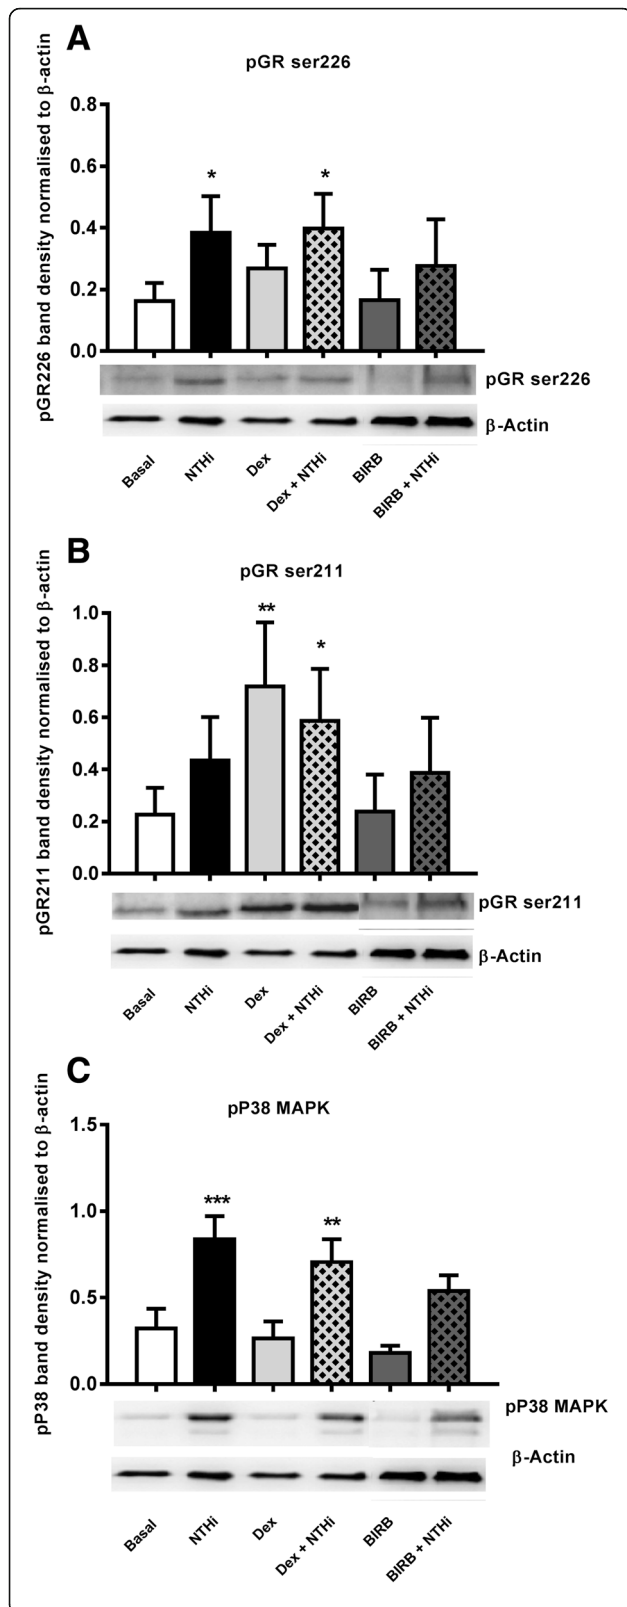 A
pGR ser226
pGR226 band density normalised to β-actin
0.8
0.6
0.4
0.2
0.0
*
*
pGR ser226
β-Actin
Basal
NTHi
Dex
Dex + NTHi
BIRB
BIRB + NTHi
B
pGR ser211
pGR211 band density normalised to β-actin
1.0
0.8
0.6
0.4
0.2
0.0
**
*
pGR ser211
β-Actin
Basal
NTHi
Dex
Dex + NTHi
BIRB
BIRB + NTHi
C
pP38 MAPK
pP38 band density normalised to β-actin
1.5
1.0
0.5
0.0
***
**
pP38 MAPK
β-Actin
Basal
NTHi
Dex
Dex + NTHi
BIRB
BIRB + NTHi